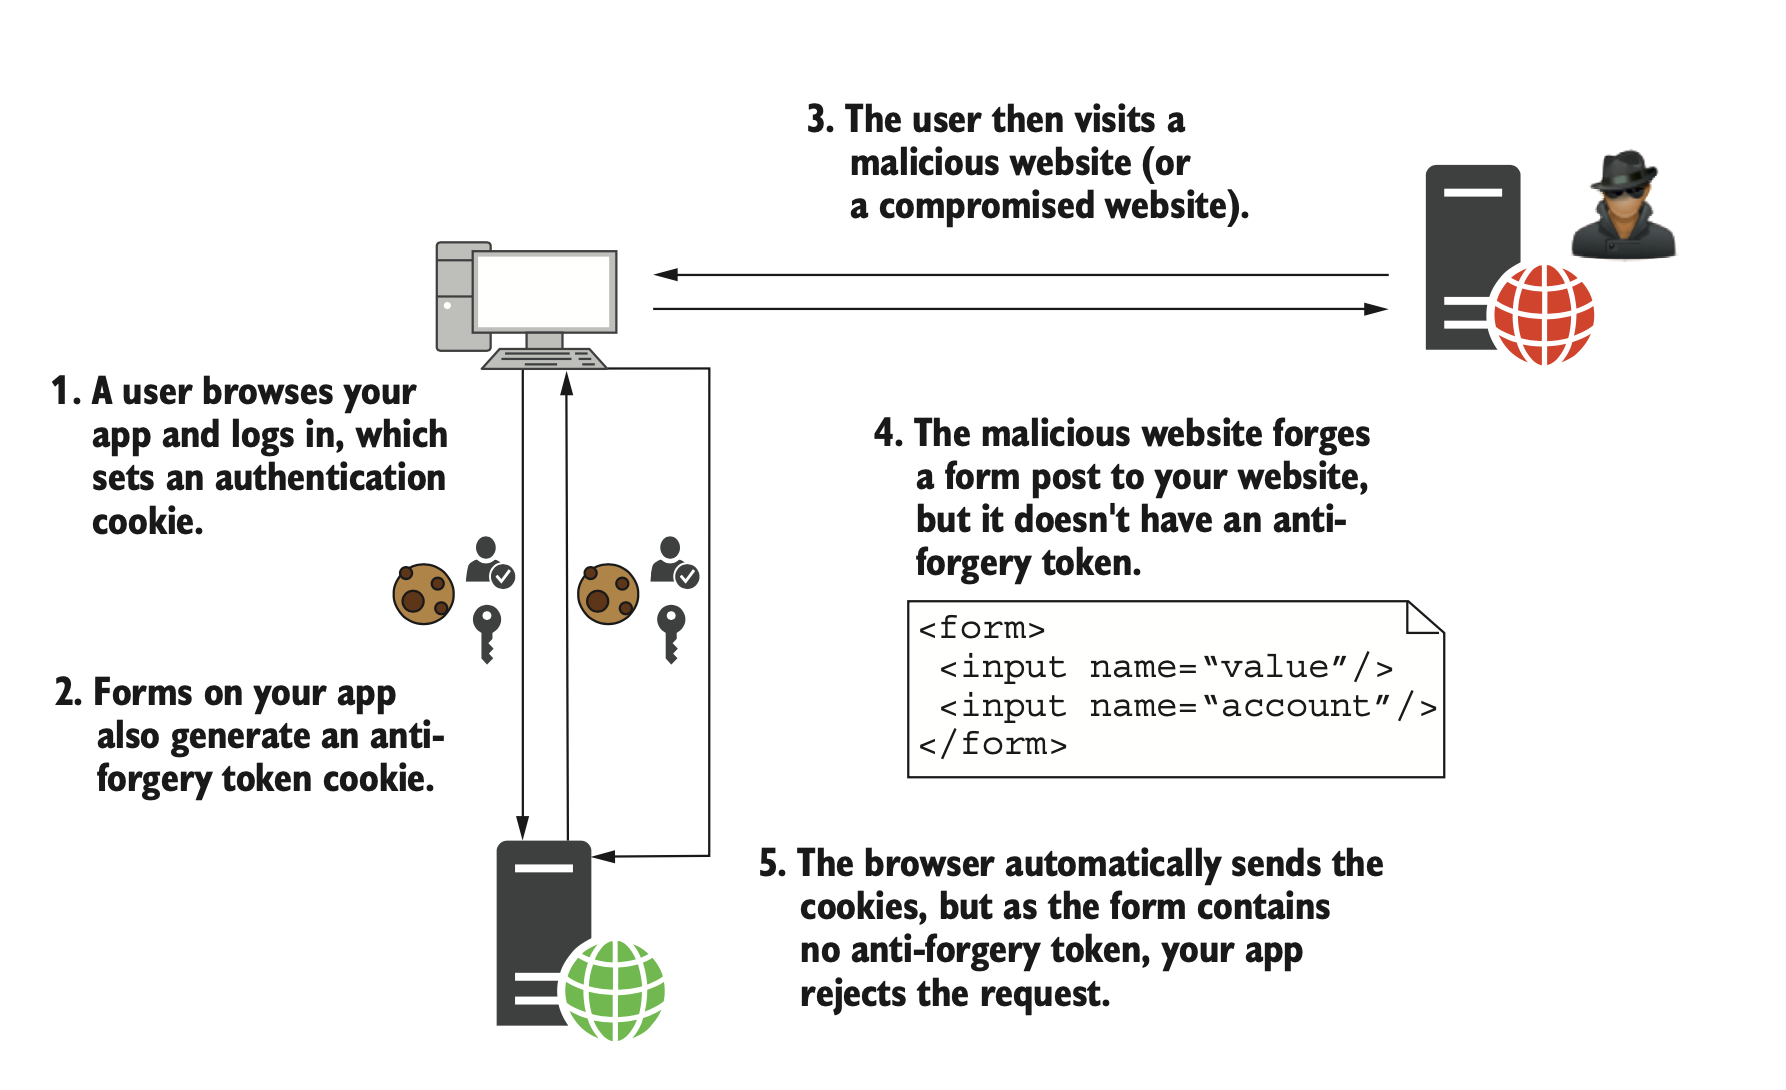 1. A user browses your
app and logs in, which
sets an authentication
cookie.
2. Forms on your app
also generate an anti-
forgery token cookie.
3. The user then visits a
malicious website (or
a compromised website).
4. The malicious website forges
a form post to your website,
but it doesn't have an anti-
forgery token.
<form>
<input name=“value”/>
<input name=“account”/>
</form>
5. The browser automatically sends the
cookies, but as the form contains
no anti-forgery token, your app
rejects the request.